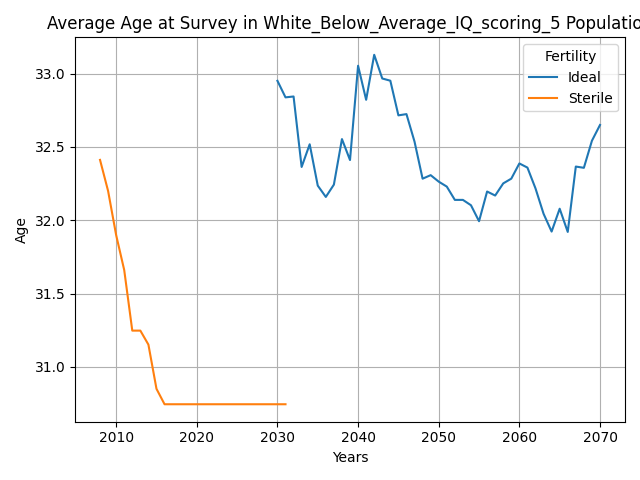 Average Age at Survey in White_Below_Average_IQ_scoring_5 Populatio
Fertility
Ideal
Sterile
33.0
32.5
32.0
31.5
31.0
Age
2010 2020 2030 2040 2050 2060 2070
Years